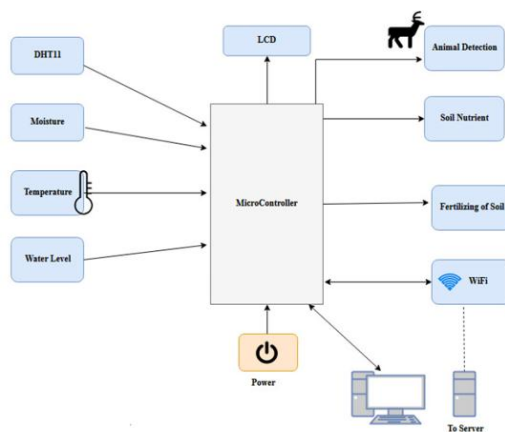 LCD
Animal Detection
DHT11
Moisture
Soil Nutrient
MicroController
Temperature
Fertilizing of Soil
Water Level
WiFi
Power
To Server